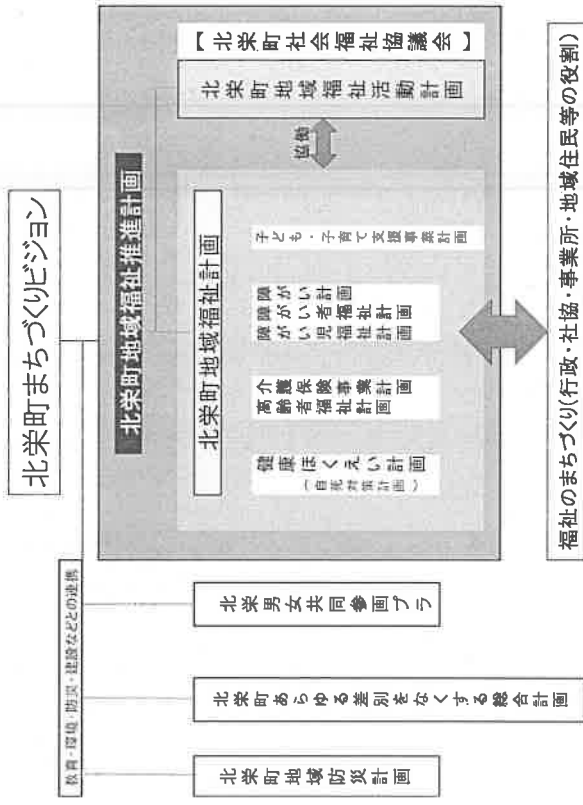 北栄町まちづくりビジョン
教育・環境・防災・建設などとの連携
北栄町地域福祉推進計画
北栄町地域福祉計画
健康ほくえい計画
（自死対策計画）
介護保険事業計画
高齢者福祉計画
障がい計画
障がい者福祉計画
障がい児福祉計画
子ども・子育て支援事業計画
協働
北栄町地域福祉活動計画
【北栄町社会福祉協議会】
北栄町地域防災計画
北栄町あらゆる差別をなくする総合計画
北栄男女共同参画プラ
福祉のまちづくり(行政・社協・事業所・地域住民等の役割)